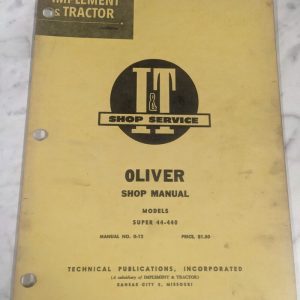 IMPLEMENT
& TRACTOR
I&T
SHOP SERVICE
OLIVER
SHOP MANUAL
MODELS
SUPER 44-440
MANUAL NO. O-12 PRICE, $1.50
TECHNICAL PUBLICATIONS, INCORPORATED
(A subsidiary of IMPLEMENT & TRACTOR)
KANSAS CITY 5, MISSOURI